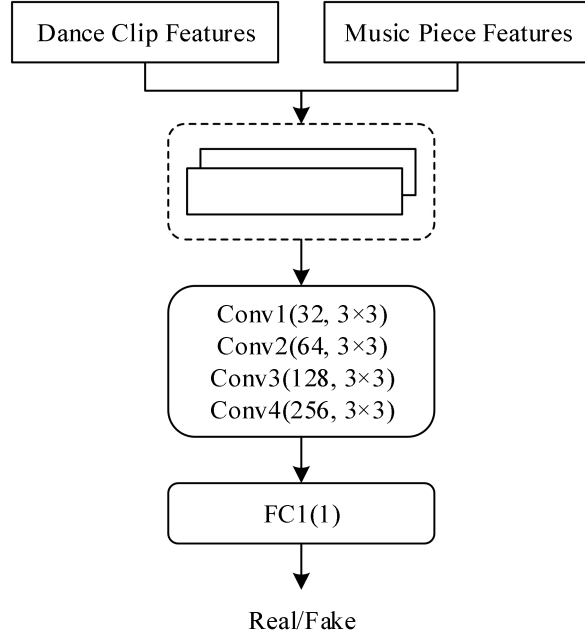 Dance Clip Features
Music Piece Features
Conv1(32, 3×3)
Conv2(64, 3×3)
Conv3(128, 3×3)
Conv4(256, 3×3)
FC1(1)
Real/Fake